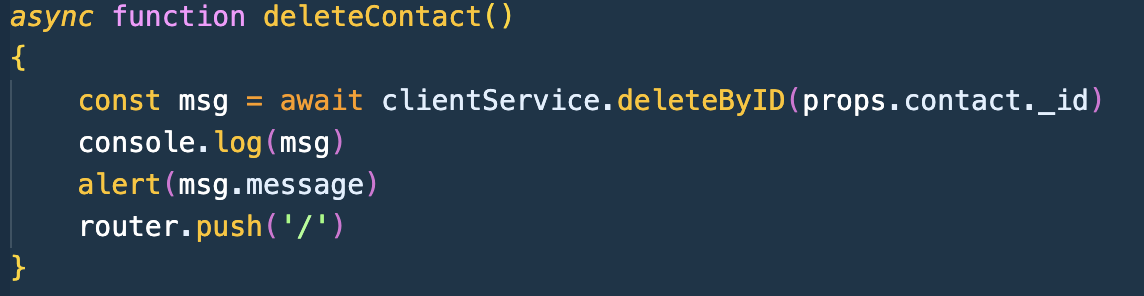 async function deleteContact()
{
    const msg = await clientService.deleteByID(props.contact._id)
    console.log(msg)
    alert(msg.message)
    router.push('/')
}